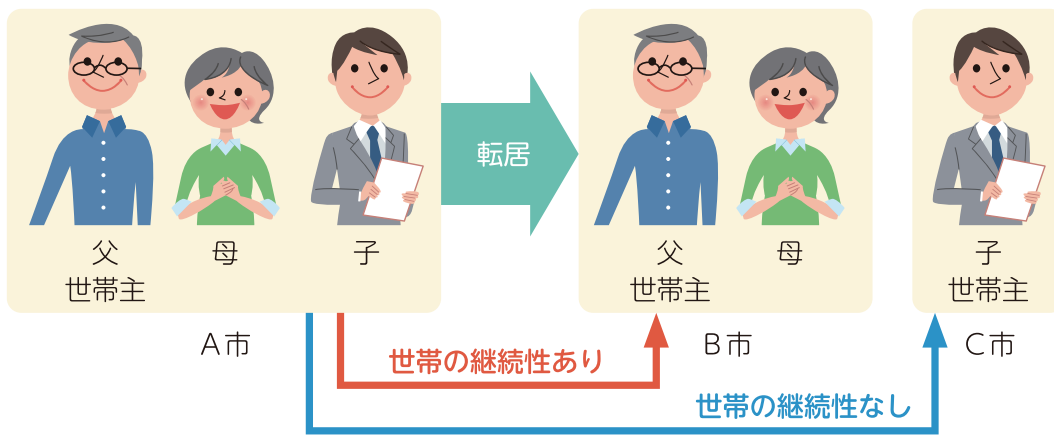 転居
父 母 子
世帯主
父 母
世帯主
子
世帯主
A市
B市
C市
世帯の継続性あり
世帯の継続性なし